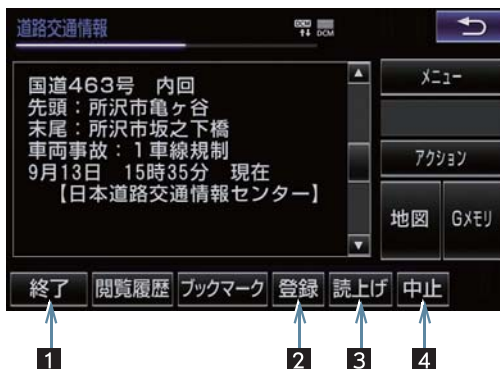 道路交通情報 DCM DCM
国道463号 内回
先頭：所沢市亀ヶ谷
末尾：所沢市坂之下橋
車両事故：１車線規制
9月13日 15時35分 現在
【日本道路交通情報センター】
メニュー
アクション
地図 Gメモリ
終了 閲覧履歴 ブックマーク 登録 読上げ 中止
1 2 3 4